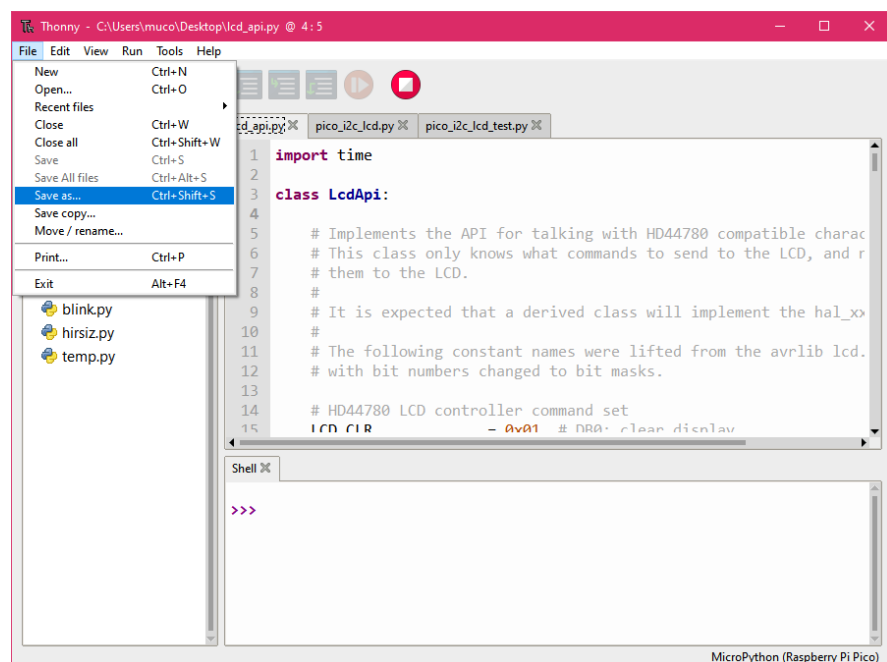 Thonny - C:\Users\muco\Desktop\lcd_api.py @ 4:5
File Edit View Run Tools Help
New Ctrl+N
Open... Ctrl+O
Recent files
Close Ctrl+W
Close all Ctrl+Shift+W
Save Ctrl+S
Save All files Ctrl+Alt+S
Save as... Ctrl+Shift+S
Save copy...
Move / rename...
Print... Ctrl+P
Exit Alt+F4
blink.py
hirsiz.py
temp.py
cd_api.py pico_i2c_lcd.py pico_i2c_lcd_test.py
1 import time
2
3 class LcdApi:
4
5 # Implements the API for talking with HD44780 compatible charac
6 # This class only knows what commands to send to the LCD, and
7 # them to the LCD.
8 #
9 # It is expected that a derived class will implement the hal_xx
10 #
11 # The following constant names were lifted from the avrlib lcd.
12 # with bit numbers changed to bit masks.
13
14 # HD44780 LCD controller command set
15 LCD_CLR = 0x01 # DB0: clear display
Shell
>>>
MicroPython (Raspberry Pi Pico)